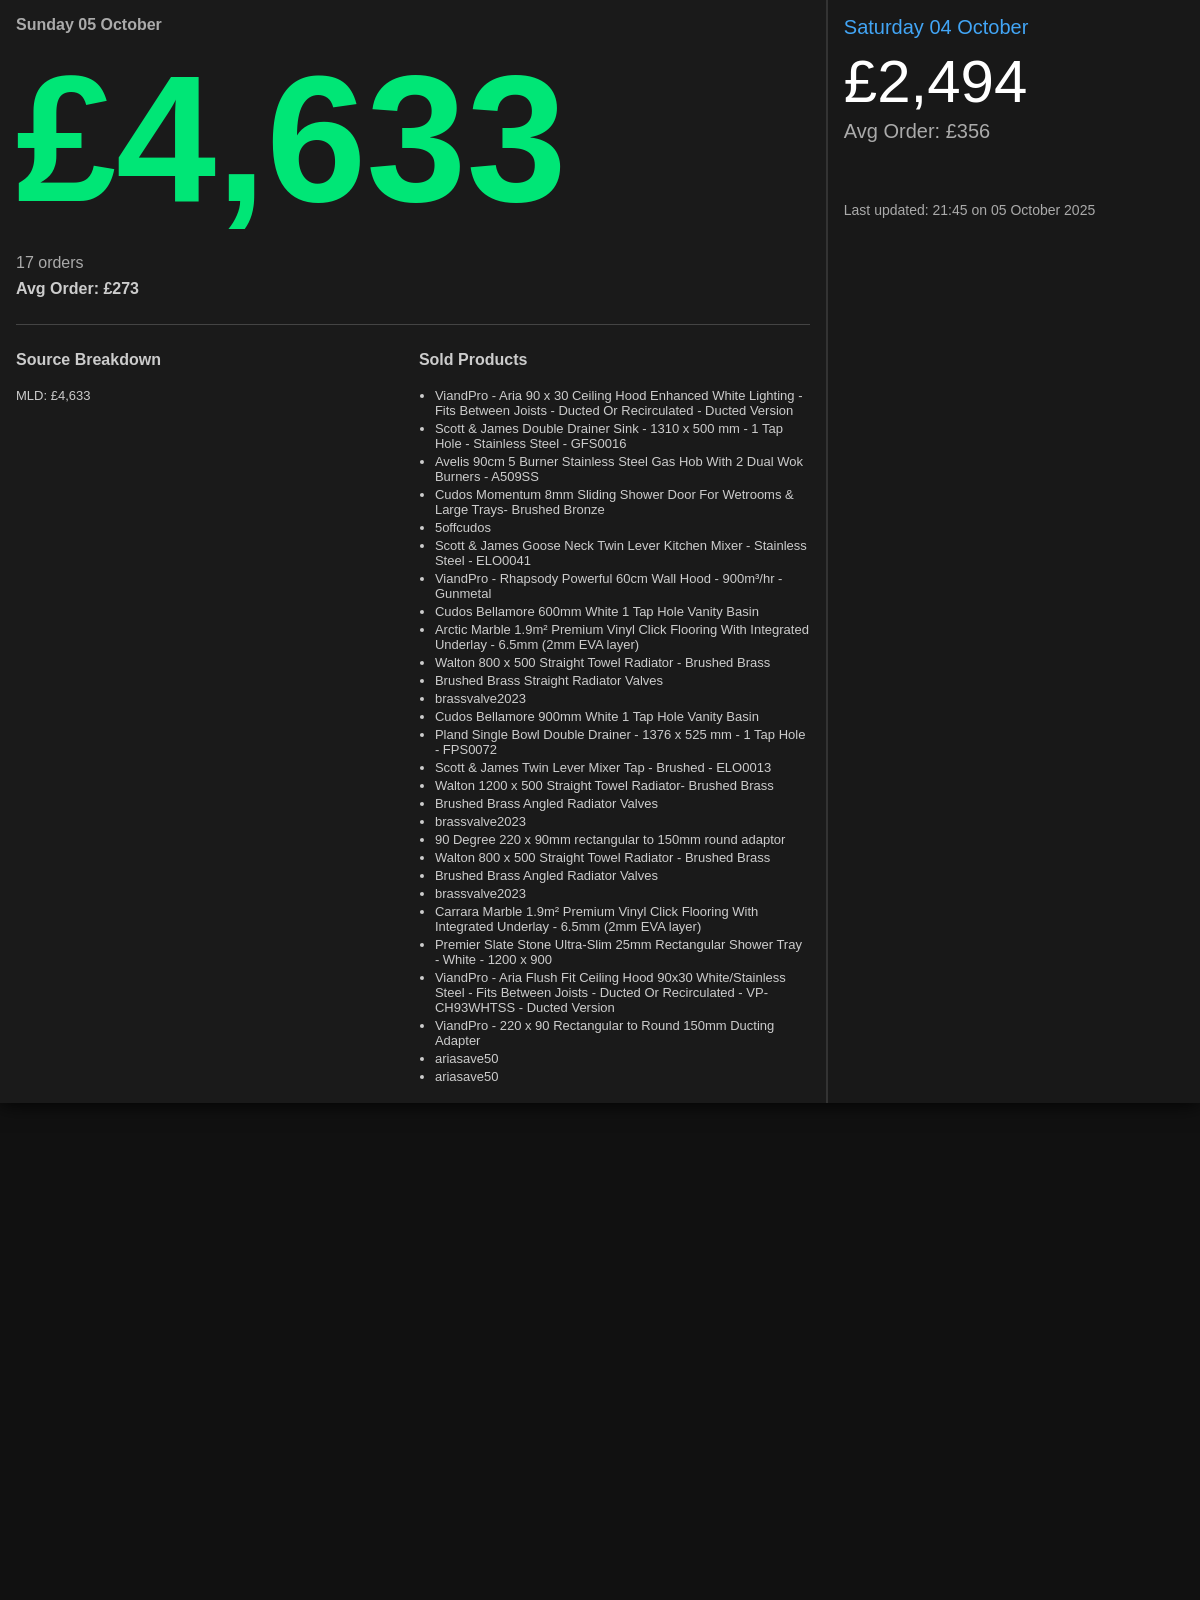 Sunday 05 October
£4,633
17 orders
Avg Order: £273
Source Breakdown
MLD: £4,633
Sold Products
ViandPro - Aria 90 x 30 Ceiling Hood Enhanced White Lighting -
Fits Between Joists - Ducted Or Recirculated - Ducted Version
Scott & James Double Drainer Sink - 1310 x 500 mm - 1 Tap
Hole - Stainless Steel - GFS0016
Avelis 90cm 5 Burner Stainless Steel Gas Hob With 2 Dual Wok
Burners - A509SS
Cudos Momentum 8mm Sliding Shower Door For Wetrooms &
Large Trays- Brushed Bronze
5offcudos
Scott & James Goose Neck Twin Lever Kitchen Mixer - Stainless
Steel - ELO0041
ViandPro - Rhapsody Powerful 60cm Wall Hood - 900m³/hr -
Gunmetal
Cudos Bellamore 600mm White 1 Tap Hole Vanity Basin
Arctic Marble 1.9m² Premium Vinyl Click Flooring With Integrated
Underlay - 6.5mm (2mm EVA layer)
Walton 800 x 500 Straight Towel Radiator - Brushed Brass
Brushed Brass Straight Radiator Valves
brassvalve2023
Cudos Bellamore 900mm White 1 Tap Hole Vanity Basin
Pland Single Bowl Double Drainer - 1376 x 525 mm - 1 Tap Hole
- FPS0072
Scott & James Twin Lever Mixer Tap - Brushed - ELO0013
Walton 1200 x 500 Straight Towel Radiator- Brushed Brass
Brushed Brass Angled Radiator Valves
brassvalve2023
90 Degree 220 x 90mm rectangular to 150mm round adaptor
Walton 800 x 500 Straight Towel Radiator - Brushed Brass
Brushed Brass Angled Radiator Valves
brassvalve2023
Carrara Marble 1.9m² Premium Vinyl Click Flooring With
Integrated Underlay - 6.5mm (2mm EVA layer)
Premier Slate Stone Ultra-Slim 25mm Rectangular Shower Tray
- White - 1200 x 900
ViandPro - Aria Flush Fit Ceiling Hood 90x30 White/Stainless
Steel - Fits Between Joists - Ducted Or Recirculated - VP-
CH93WHTSS - Ducted Version
ViandPro - 220 x 90 Rectangular to Round 150mm Ducting
Adapter
ariasave50
ariasave50
Saturday 04 October
£2,494
Avg Order: £356
Last updated: 21:45 on 05 October 2025